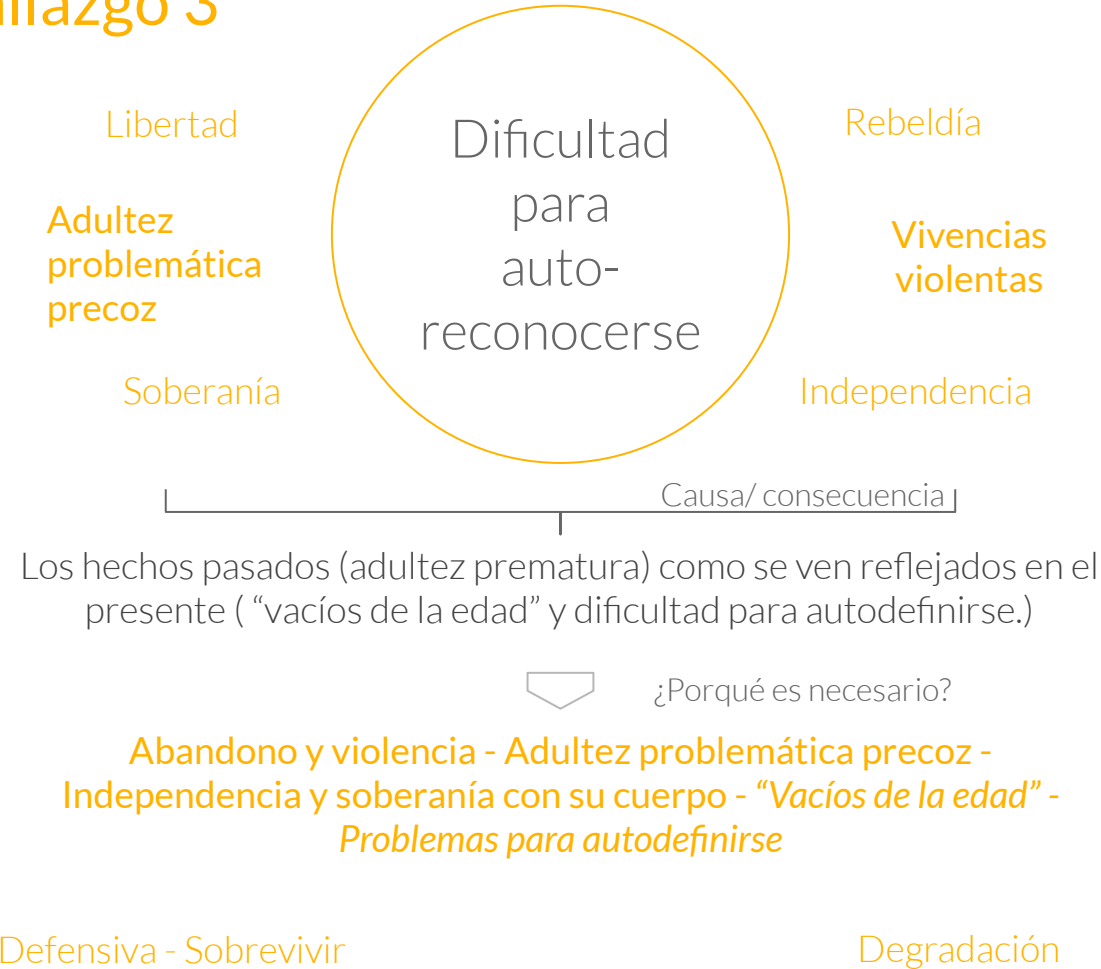 allazgo 3
Libertad
Rebeldía
Dificultad
para
auto-
reconocerse
Adultez
problemática
precoz
Vivencias
violentas
Soberanía
Independencia
Causa/ consecuencia
Los hechos pasados (adultez prematura) como se ven reflejados en el
presente ( “vacíos de la edad” y dificultad para autodefinirse.)
¿Porqué es necesario?
Abandono y violencia - Adultez problemática precoz -
Independencia y soberanía con su cuerpo - “Vacíos de la edad” -
Problemas para autodefinirse
Defensiva - Sobrevivir
Degradación